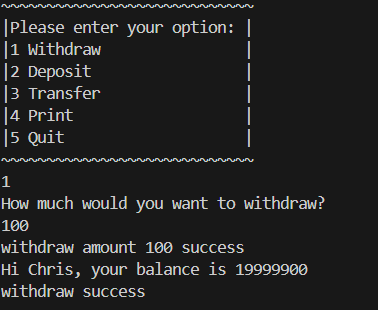 ~~~~~~~~~~~~~~~~~~~~~~~~~~~~
|Please enter your option: |
|1 Withdraw                |
|2 Deposit                 |
|3 Transfer                |
|4 Print                   |
|5 Quit                    |
~~~~~~~~~~~~~~~~~~~~~~~~~~~~
1
How much would you want to withdraw?
100
withdraw amount 100 success
Hi Chris, your balance is 19999900
withdraw success